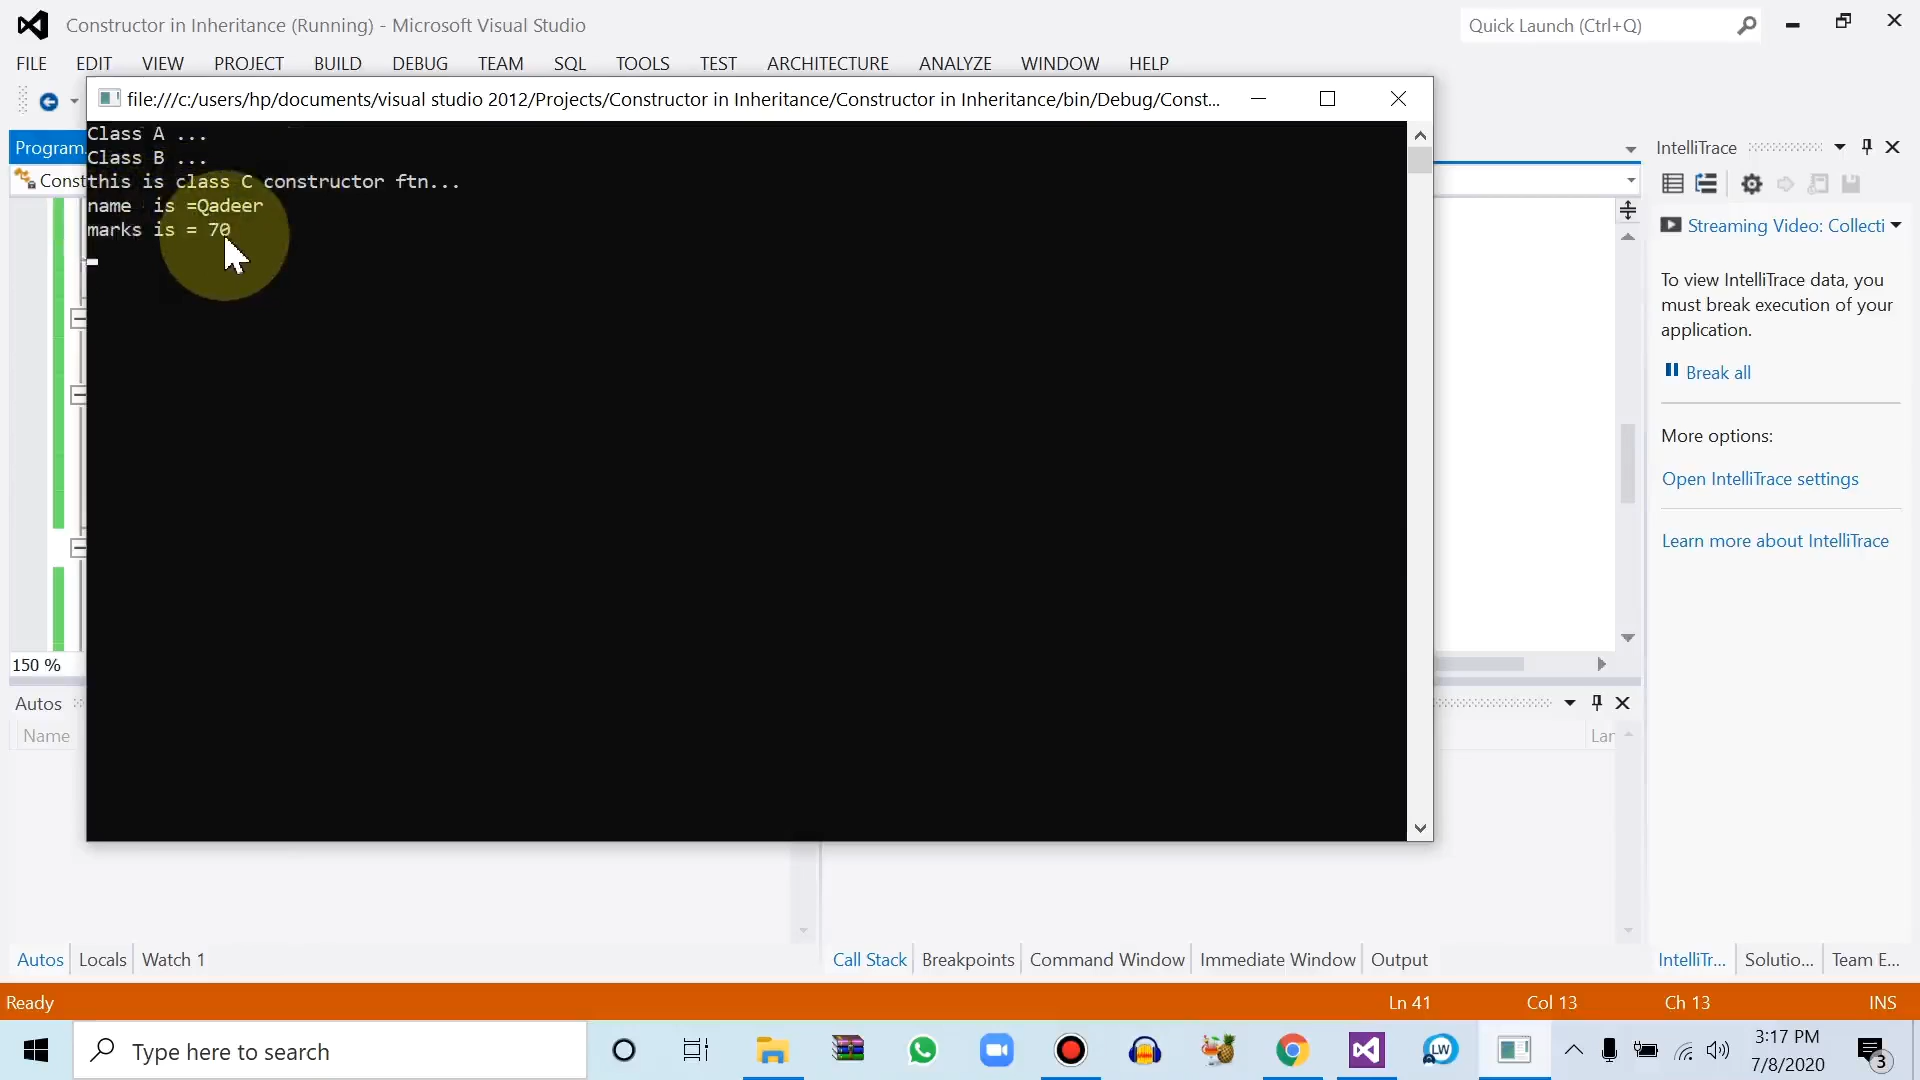 Constructor in Inheritance (Running) - Microsoft Visual Studio
Quick Launch (Ctrl+Q)
FILE EDIT VIEW PROJECT BUILD DEBUG TEAM SQL TOOLS TEST ARCHITECTURE ANALYZE WINDOW HELP
file:///c:/users/hp/documents/visual studio 2012/Projects/Constructor in Inheritance/Constructor in Inheritance/bin/Debug/Const...
Program.
Const
Class A ...
Class B ...
this is class C constructor ftn...
name  is =Qadeer
marks is = 70
IntelliTrace
Streaming Video: Collecti
To view IntelliTrace data, you
must break execution of your
application.
Break all
More options:
Open IntelliTrace settings
Learn more about IntelliTrace
150 %
Autos
Name
Lar
Autos Locals Watch 1
Call Stack Breakpoints Command Window Immediate Window Output
IntelliTr... Solutio... Team E...
Ready
Ln 41 Col 13 Ch 13 INS
Type here to search
LW
3:17 PM
7/8/2020
3